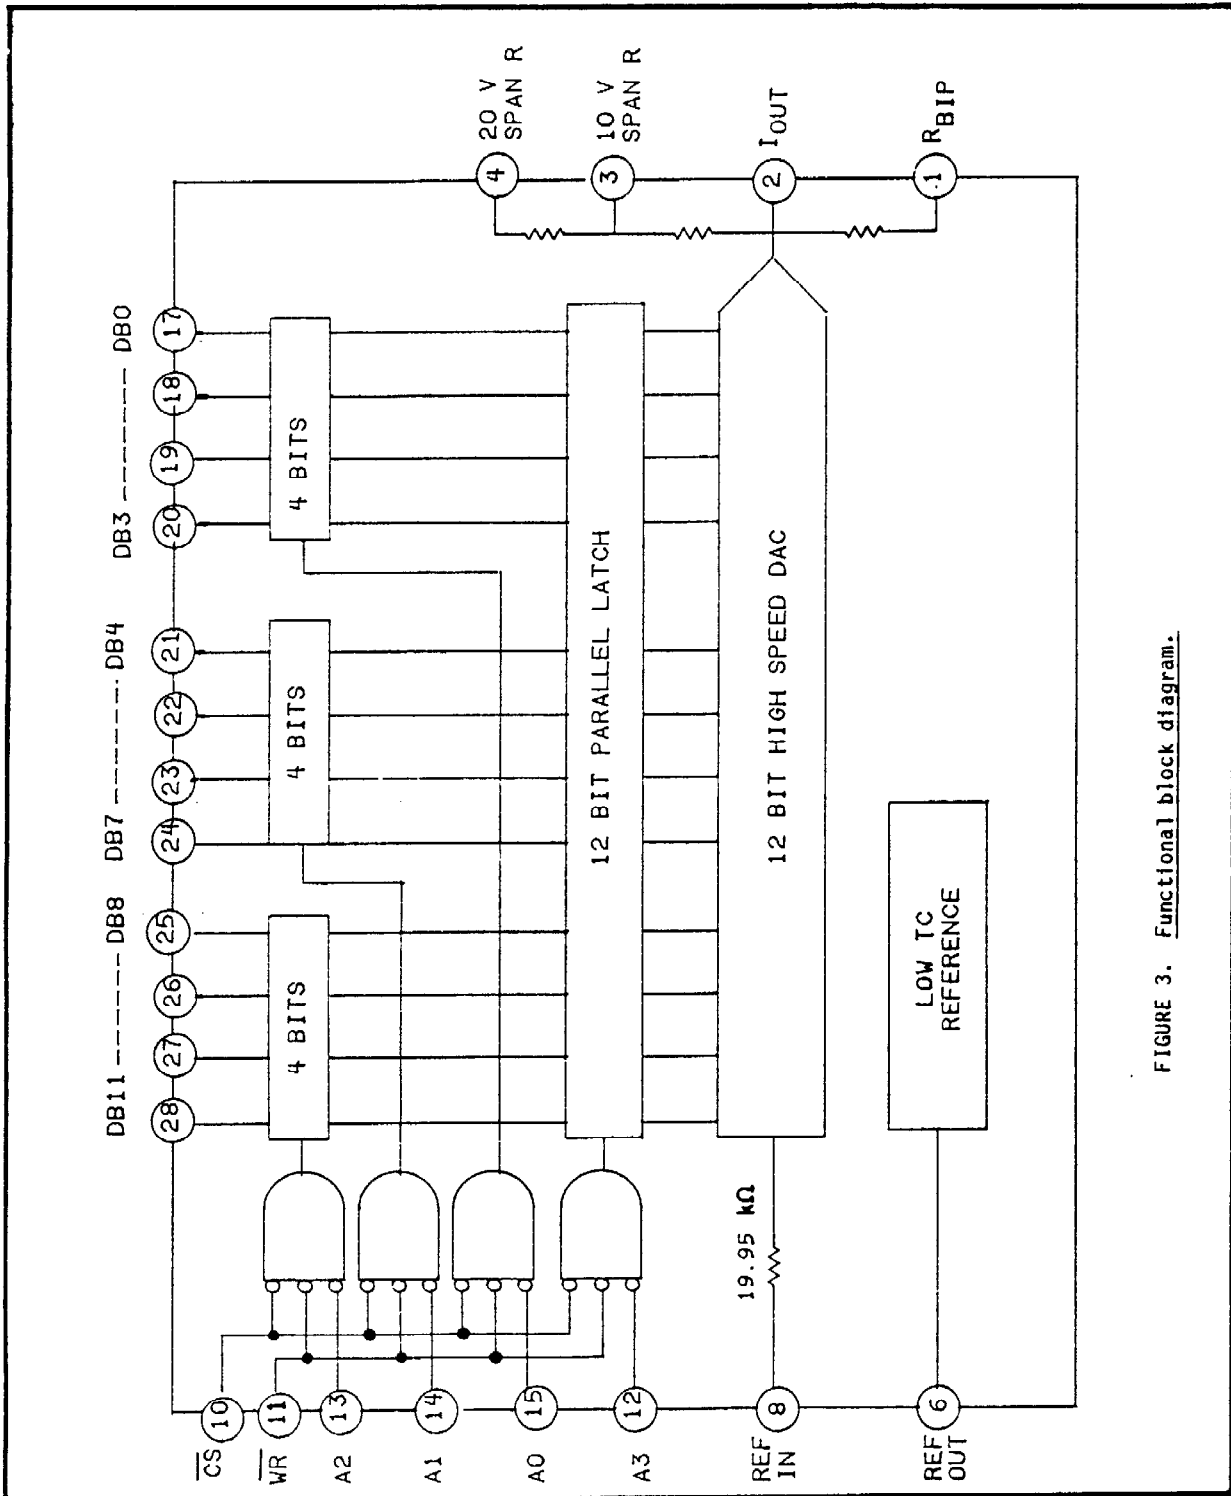 DB11 ------ DB8 DB7 ------- DB4 DB3 ------- DB0
28 27 26 25 24 23 22 21 20 19 18 17
CS
10
WR
11
A2
13
A1
14
A0
15
A3
12
4 BITS
4 BITS
4 BITS
20 V
SPAN R
4
10 V
SPAN R
3
12 BIT PARALLEL LATCH
REF
IN
8
19.95 kΩ
12 BIT HIGH SPEED DAC
2
IOUT
REF
OUT
6
LOW TC
REFERENCE
1
RBIP
FIGURE 3. Functional block diagram.